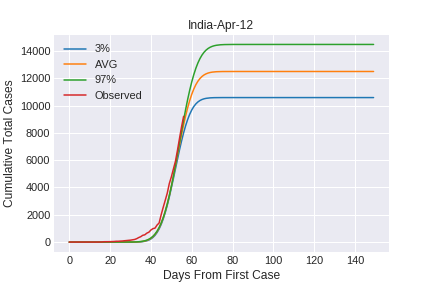 India-Apr-12
3%
AVG
97%
Observed
14000
12000
10000
8000
6000
4000
2000
0
Cumulative Total Cases
0 20 40 60 80 100 120 140
Days From First Case